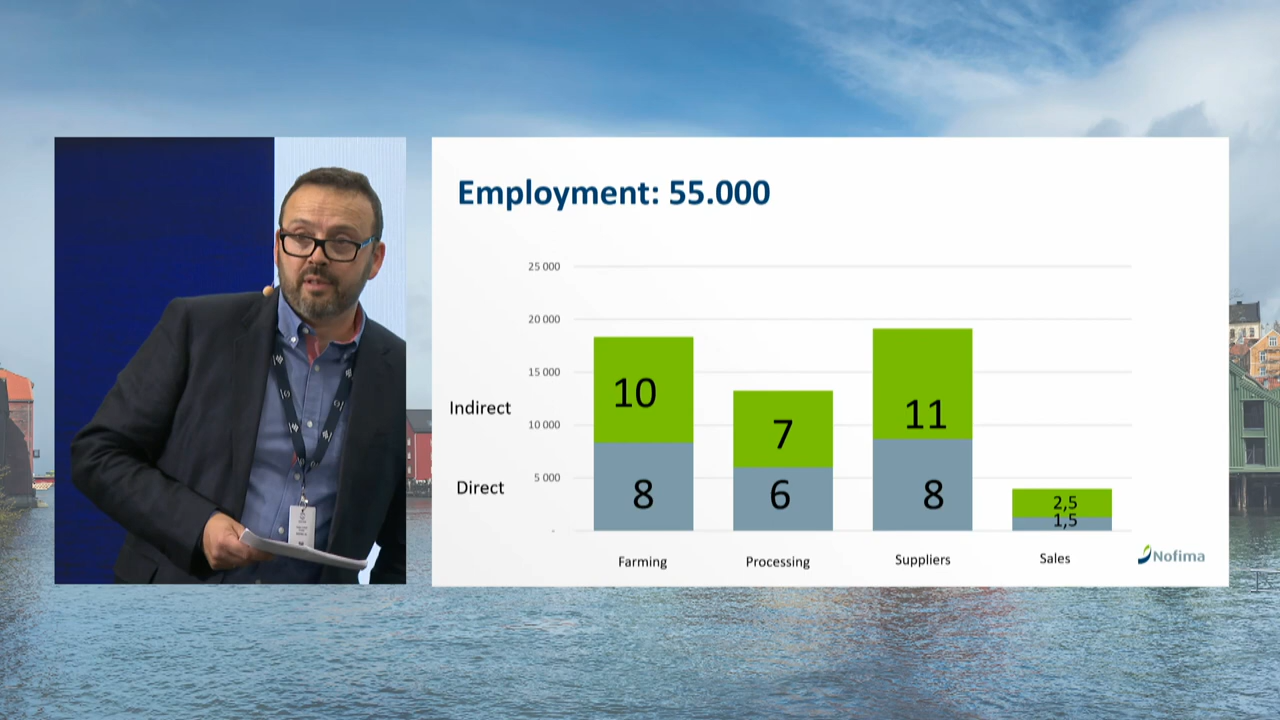 Employment: 55.000
25 000
20 000
15 000
10 000
5 000
-
Indirect
Direct
10
7
11
2,5
8
6
8
1,5
Farming
Processing
Suppliers
Sales
Nofima